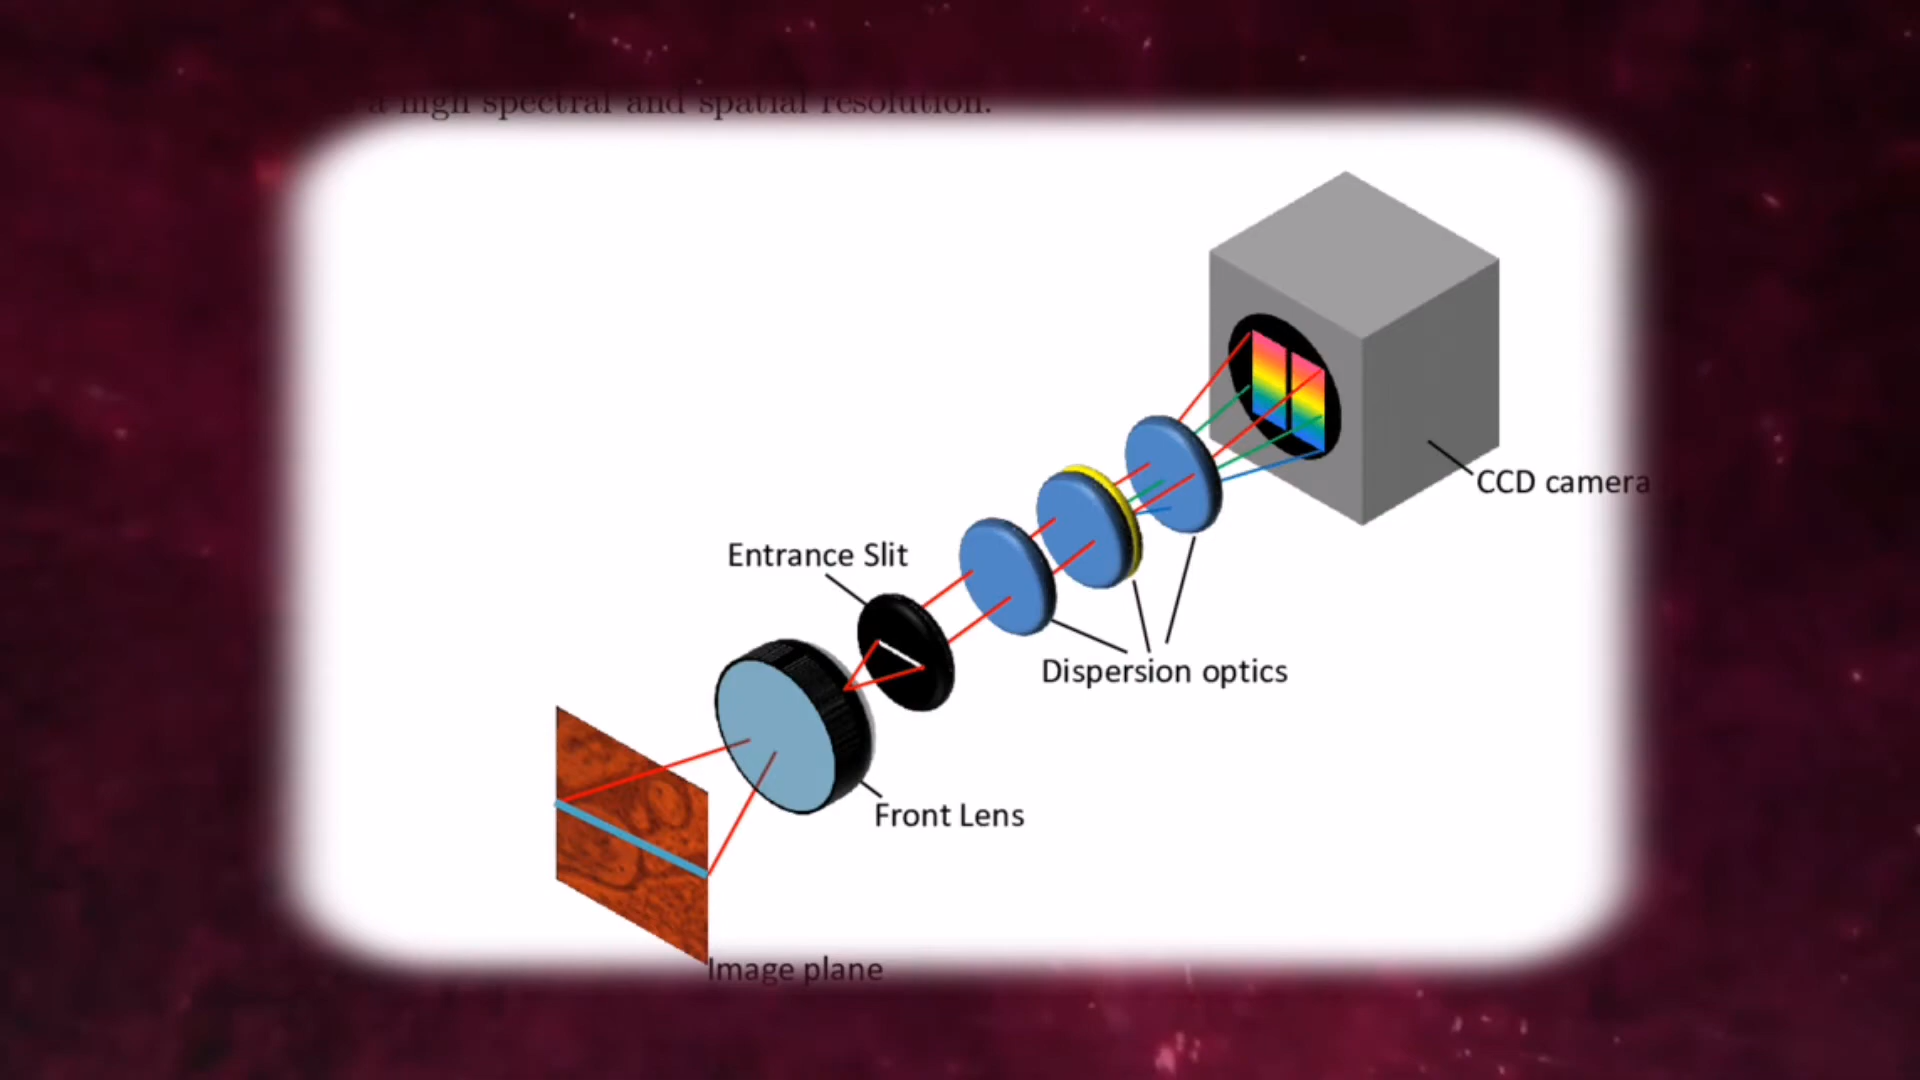 a high spectral and spatial resolution.
CCD camera
Entrance Slit
Dispersion optics
Front Lens
Image plane